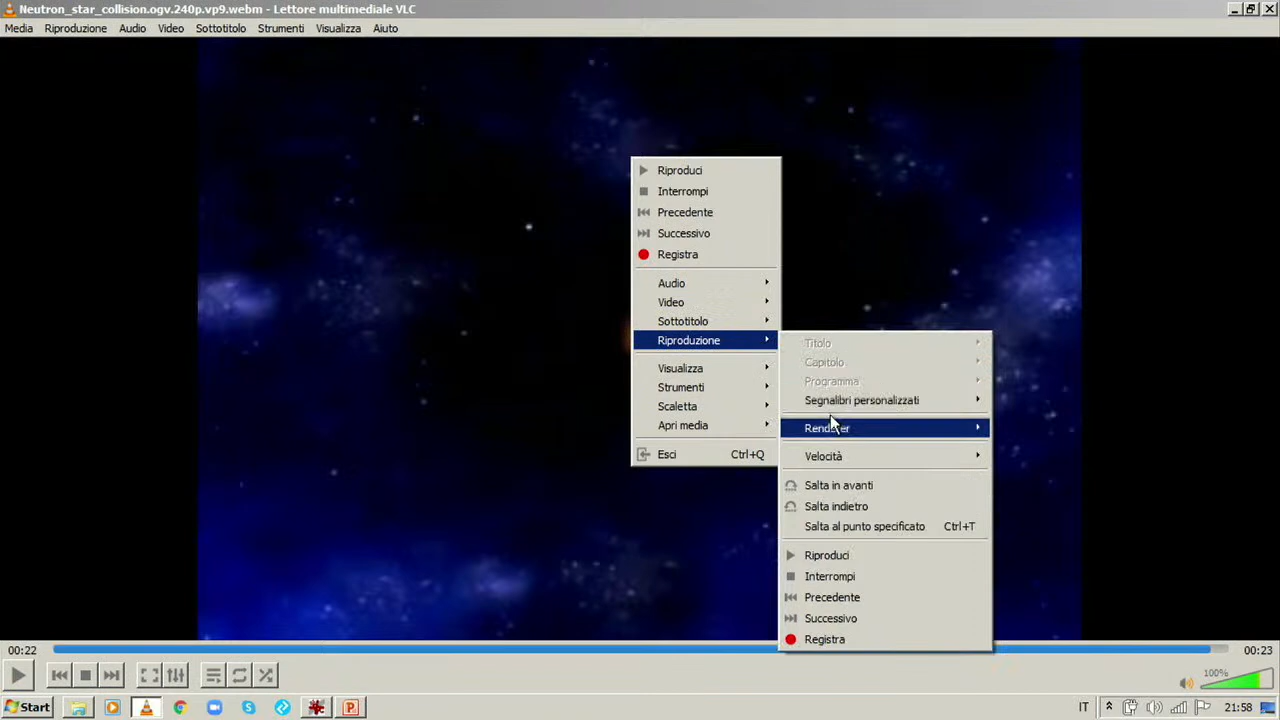 Neutron_star_collision.ogv.240p.vp9.webm - Lettore multimediale VLC
Media Riproduzione Audio Video Sottotitolo Strumenti Visualizza Aiuto
Riproduci
Interrompi
Precedente
Successivo
Registra
Audio
Video
Sottotitolo
Riproduzione
Visualizza
Strumenti
Scaletta
Apri media
Esci Ctrl+Q
Titolo
Capitolo
Programma
Segnalibri personalizzati
Renderer
Velocità
Salta in avanti
Salta indietro
Salta al punto specificato Ctrl+T
Riproduci
Interrompi
Precedente
Successivo
Registra
00:22 00:23
100%
Start P IT 21:58